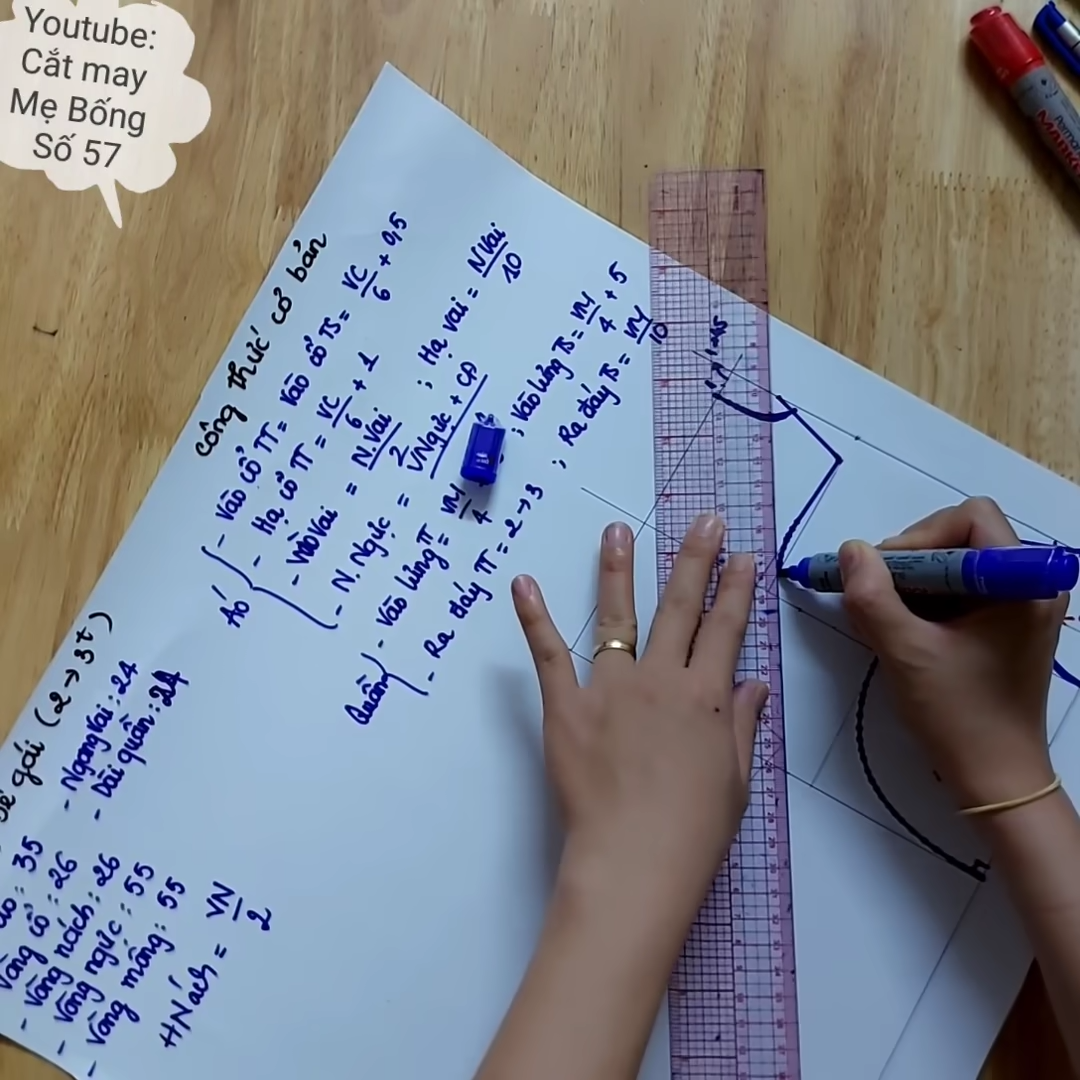 Youtube:
Cắt may
Mẹ Bống
Số 57
công thức cơ bản
Áo
- Vào cổ TT = Vào cổ TS = VC/6 + 0,5
- Hạ cổ TT = VC/6 + 1
- Vào Vai = N.Vai/2 ; Hạ vai = N.Vai/10
- N.Ngực = VNgực + CĐ
Quần
- Vào lưng TT = VM/4 ; Vào lưng TS = VM/4 + 5
- Ra đáy TT = 2 → 3 ; Ra đáy TS = VM/10
gái (2 → 3t)
35
Vòng cổ : 26
- Vòng nách : 26
- Vòng ngực : 55
- Vòng mông : 55
- Ngang vai : 24
- Dài quần : 24
HNách = VN/2
MARKER